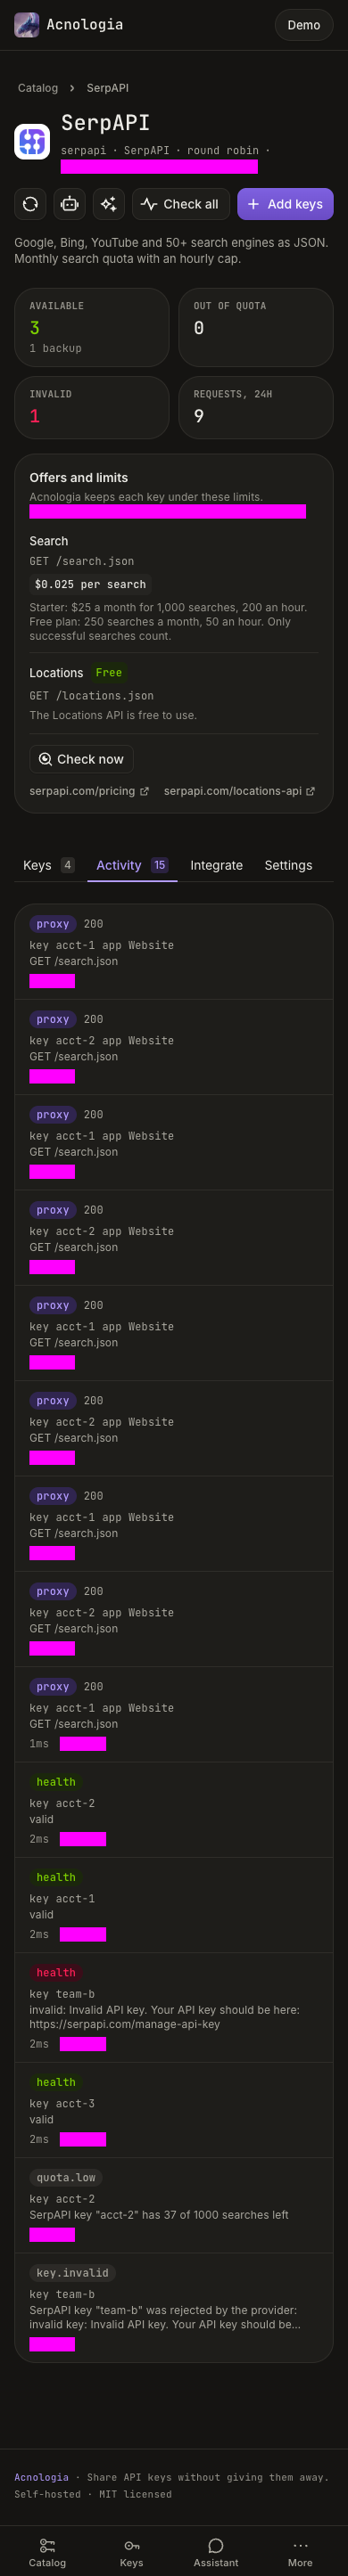 Acnologia
Demo
Catalog › SerpAPI
SerpAPI
serpapi · SerpAPI · round robin ·
Check all
+ Add keys
Google, Bing, YouTube and 50+ search engines as JSON.
Monthly search quota with an hourly cap.
AVAILABLE
3
1 backup
OUT OF QUOTA
0
INVALID
1
REQUESTS, 24H
9
Offers and limits
Acnologia keeps each key under these limits.
Search
GET /search.json
$0.025 per search
Starter: $25 a month for 1,000 searches, 200 an hour.
Free plan: 250 searches a month, 50 an hour. Only
successful searches count.
Locations Free
GET /locations.json
The Locations API is free to use.
Check now
serpapi.com/pricing serpapi.com/locations-api
Keys 4 Activity 15 Integrate Settings
proxy 200
key acct-1 app Website
GET /search.json
proxy 200
key acct-2 app Website
GET /search.json
proxy 200
key acct-1 app Website
GET /search.json
proxy 200
key acct-2 app Website
GET /search.json
proxy 200
key acct-1 app Website
GET /search.json
proxy 200
key acct-2 app Website
GET /search.json
proxy 200
key acct-1 app Website
GET /search.json
proxy 200
key acct-2 app Website
GET /search.json
proxy 200
key acct-1 app Website
GET /search.json
1ms
health
key acct-2
valid
2ms
health
key acct-1
valid
2ms
health
key team-b
invalid: Invalid API key. Your API key should be here:
https://serpapi.com/manage-api-key
2ms
health
key acct-3
valid
2ms
quota.low
key acct-2
SerpAPI key "acct-2" has 37 of 1000 searches left
key.invalid
key team-b
SerpAPI key "team-b" was rejected by the provider:
invalid key: Invalid API key. Your API key should be...
Acnologia · Share API keys without giving them away.
Self-hosted · MIT licensed
Catalog Keys Assistant More